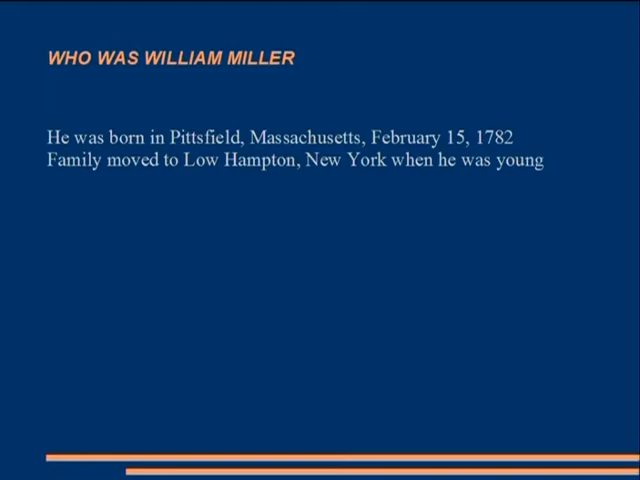 WHO WAS WILLIAM MILLER
He was born in Pittsfield, Massachusetts, February 15, 1782
Family moved to Low Hampton, New York when he was young